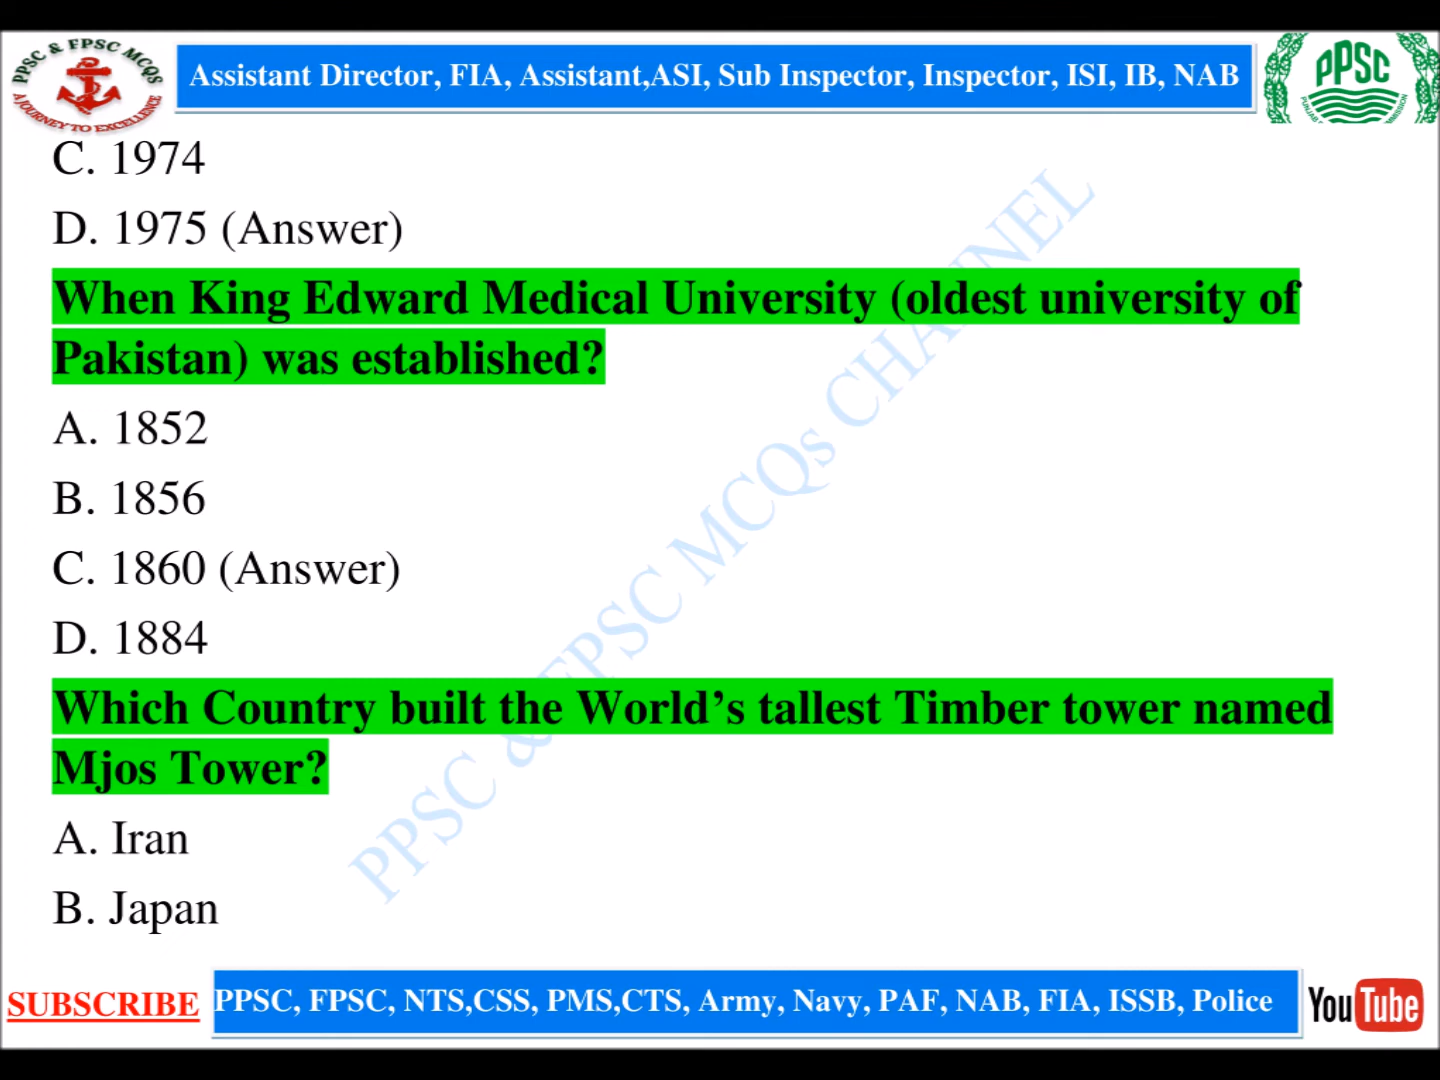 PPSC & FPSC MCQS
A JOURNEY TO EXCELLENCE
Assistant Director, FIA, Assistant,ASI, Sub Inspector, Inspector, ISI, IB, NAB
PPSC
C. 1974
D. 1975 (Answer)
When King Edward Medical University (oldest university of
Pakistan) was established?
A. 1852
B. 1856
C. 1860 (Answer)
D. 1884
Which Country built the World’s tallest Timber tower named
Mjos Tower?
A. Iran
B. Japan
PPSC & FPSC MCQs CHANNEL
SUBSCRIBE
PPSC, FPSC, NTS,CSS, PMS,CTS, Army, Navy, PAF, NAB, FIA, ISSB, Police
YouTube